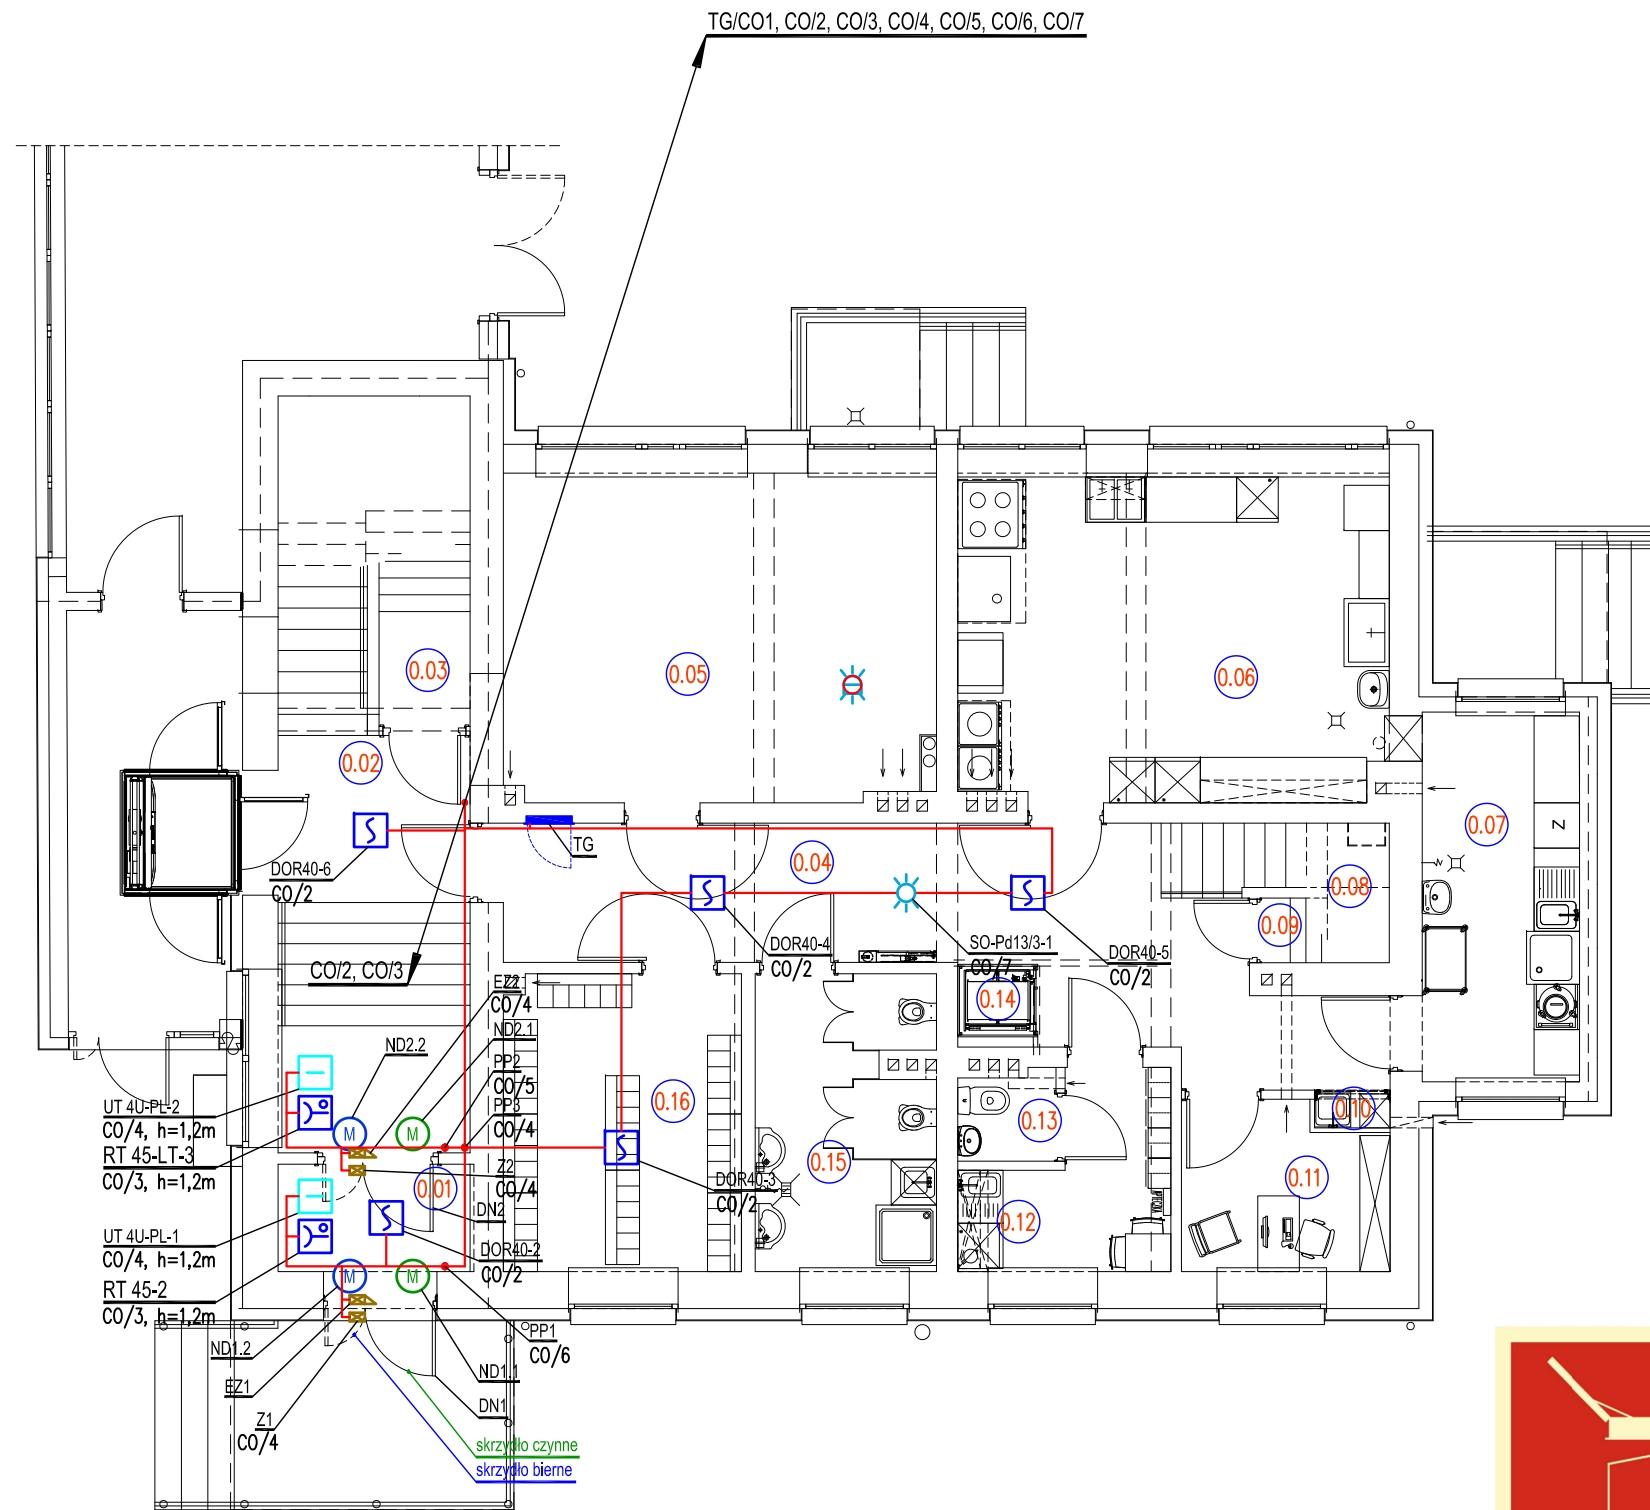 TG/CO1, CO/2, CO/3, CO/4, CO/5, CO/6, CO/7
0.03
0.05
0.06
0.02
0.07
TG
0.04
DOR40-6
CO/2
0.08
0.09
DOR40-4
CO/2
SO-Pd13/3-1
CO/7
DOR40-5
CO/2
CO/2, CO/3
EZ2
CO/4
0.14
Z
ND2.1
ND2.2
PP2
CO/5
PP3
CO/4
UT 4U-PL-2
CO/4, h=1,2m
RT 45-LT-3
CO/3, h=1,2m
M
M
0.16
0.13
0.10
0.15
0.11
Z2
CO/4
0.01
DOR40-3
CO/2
DN2
0.12
UT 4U-PL-1
CO/4, h=1,2m
DOR40-2
CO/2
RT 45-2
CO/3, h=1,2m
M
M
PP1
CO/6
ND1.2
ND1.1
EZ1
DN1
Z1
CO/4
skrzydło czynne
skrzydło bierne